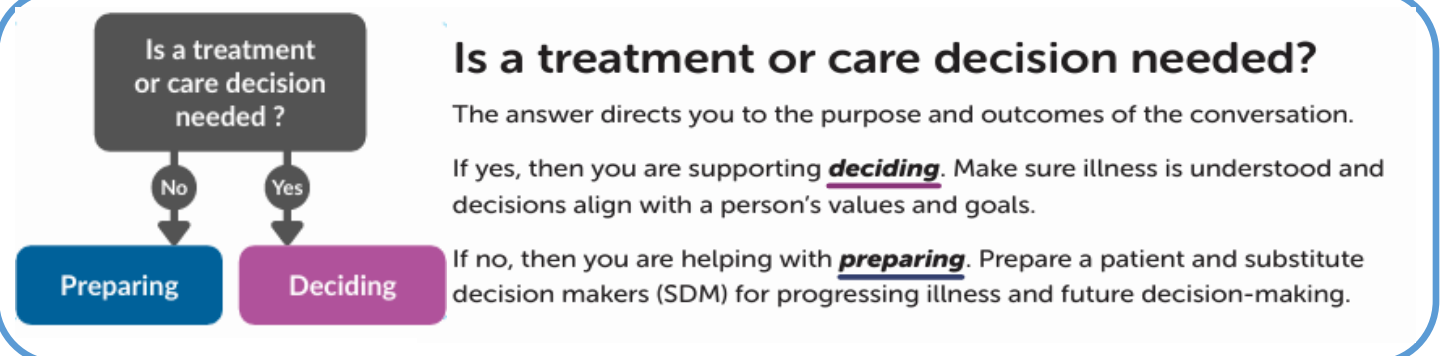 Is a treatment
or care decision
needed ?
No
Yes
Preparing
Deciding
Is a treatment or care decision needed?
The answer directs you to the purpose and outcomes of the conversation.
If yes, then you are supporting deciding. Make sure illness is understood and
decisions align with a person’s values and goals.
If no, then you are helping with preparing. Prepare a patient and substitute
decision makers (SDM) for progressing illness and future decision-making.